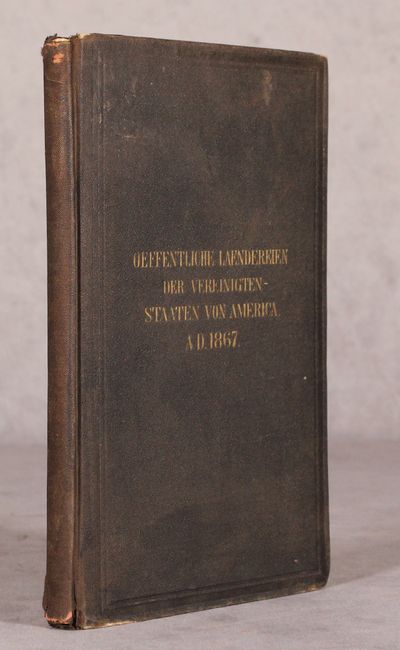 OEFFENTLICHE LAENDEREIEN
DER VEREINIGTEN-
STAATEN VON AMERICA.
A.D. 1867.